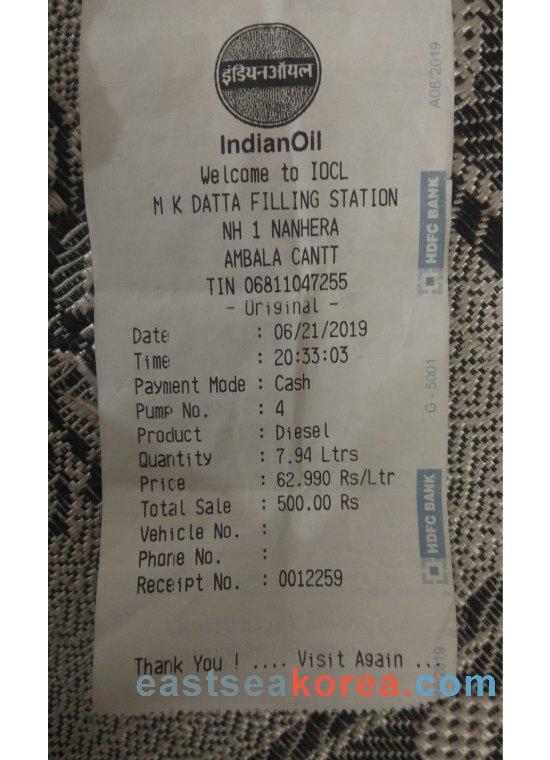 इंडियनऑयल
IndianOil
Welcome to IOCL
M K DATTA FILLING STATION
NH 1 NANHERA
AMBALA CANTT
TIN 06811047255
- Original -
Date : 06/21/2019
Time : 20:33:03
Payment Mode : Cash
Pump No. : 4
Product : Diesel
Quantity : 7.94 Ltrs
Price : 62.990 Rs/Ltr
Total Sale : 500.00 Rs
Vehicle No. :
Phone No. :
Receipt No. : 0012259
Thank You ! .... Visit Again ...
A06/2019
HDFC BANK
G - 5001
HDFC BANK
eastseakorea.com